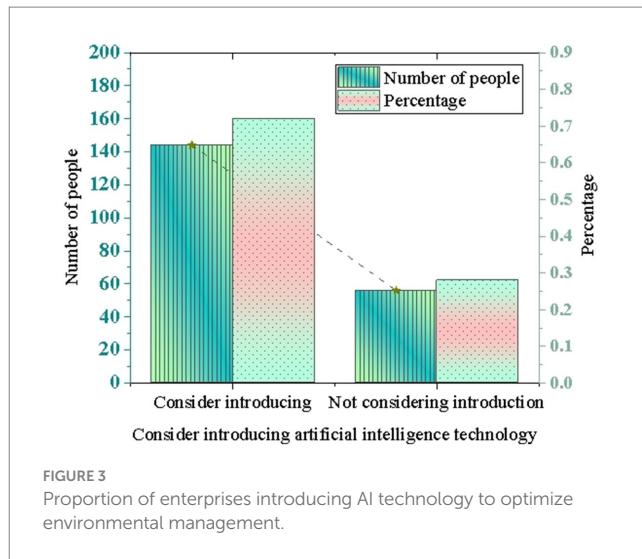 200
180
160
140
120
100
80
60
40
20
0
Number of people
Number of people
Percentage
0.9
0.8
0.7
0.6
0.5
0.4
0.3
0.2
0.1
0.0
Percentage
Consider introducing Not considering introduction
Consider introducing artificial intelligence technology
FIGURE 3
Proportion of enterprises introducing AI technology to optimize
environmental management.